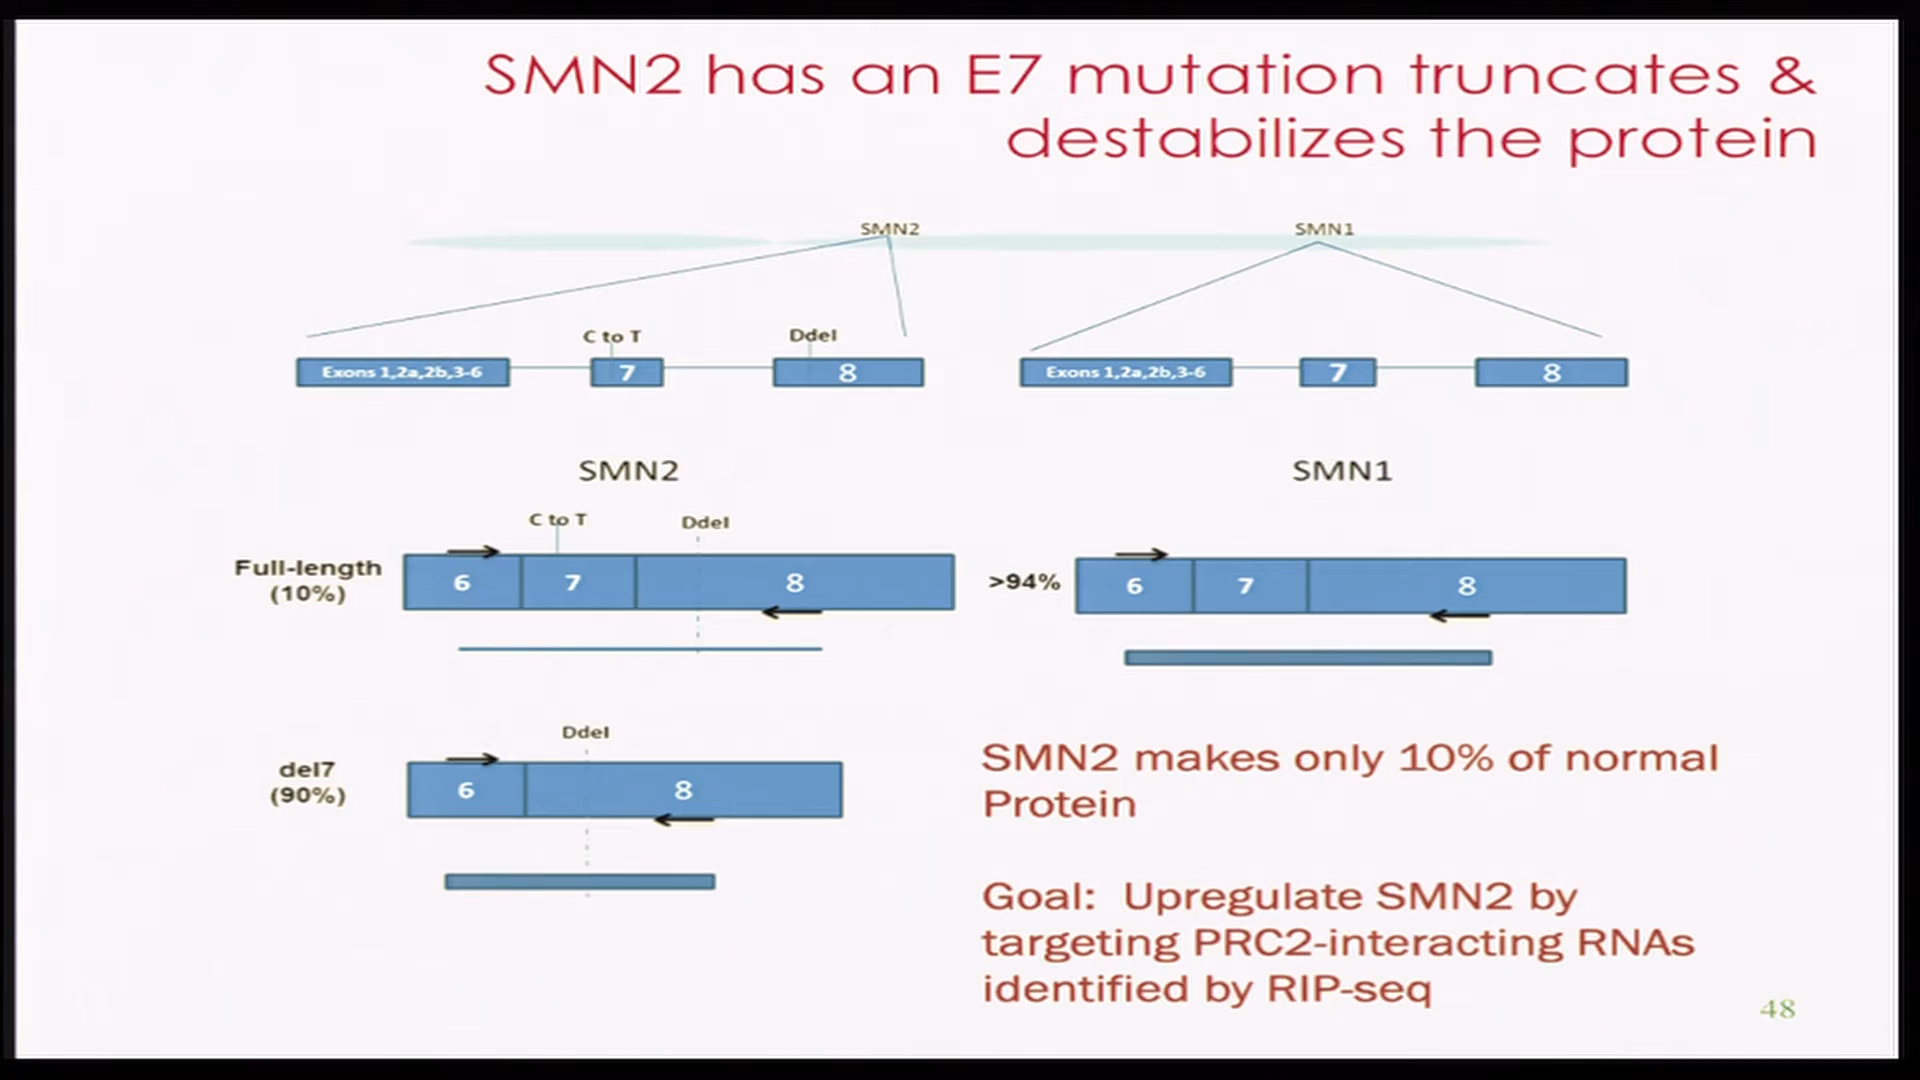 SMN2 has an E7 mutation truncates &
destabilizes the protein
SMN2
SMN1
C to T
DdeI
Exons 1,2a,2b,3-6
7
8
Exons 1,2a,2b,3-6
7
8
SMN2
SMN1
C to T
DdeI
Full-length
(10%)
6
7
8
>94%
6
7
8
DdeI
del7
(90%)
6
8
SMN2 makes only 10% of normal
Protein
Goal: Upregulate SMN2 by
targeting PRC2-interacting RNAs
identified by RIP-seq
48